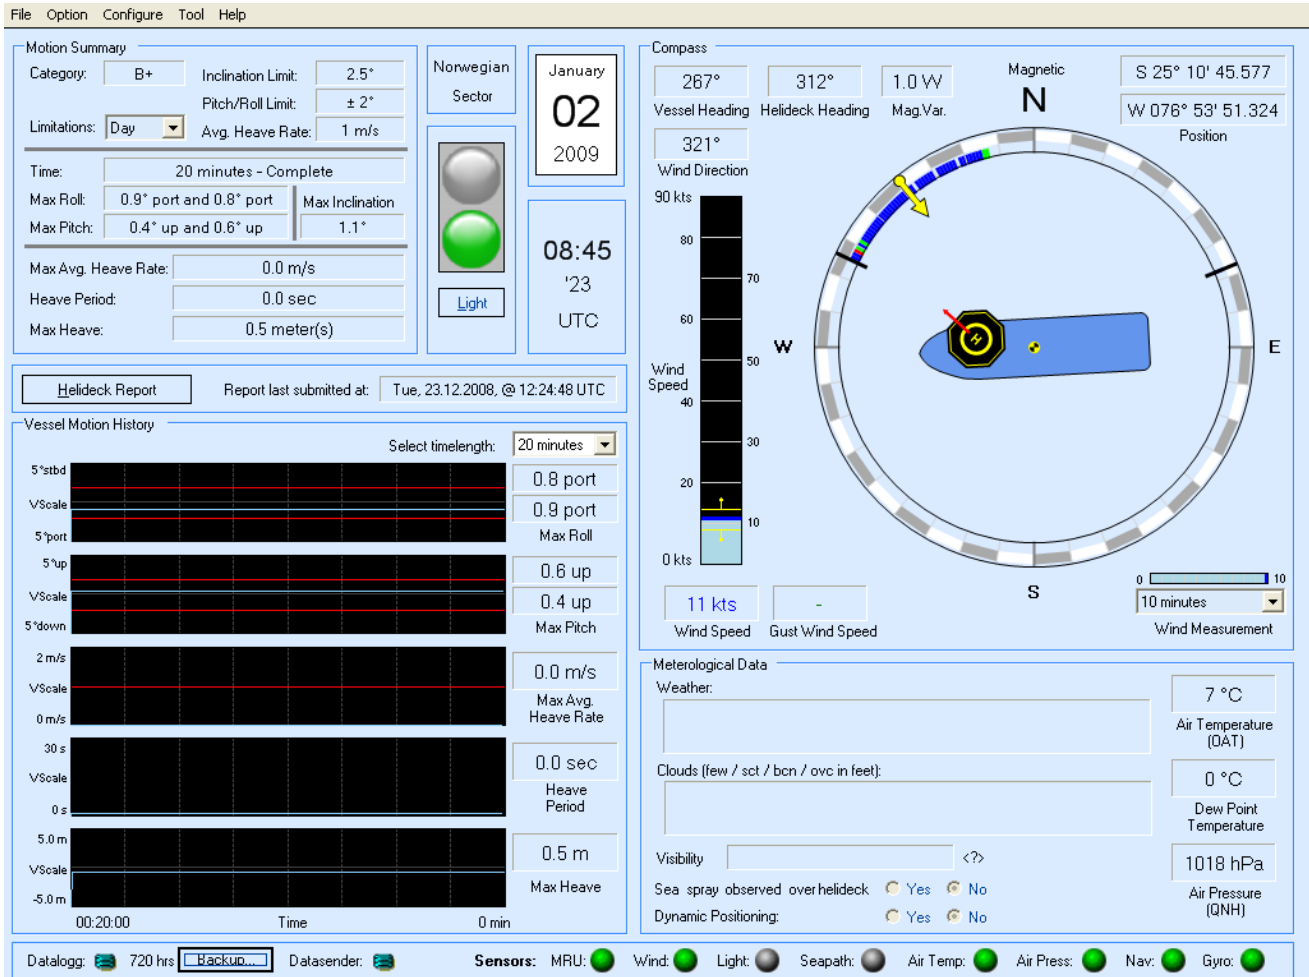 File Option Configure Tool Help
Motion Summary
Category: B+ Inclination Limit: 2.5°
Pitch/Roll Limit: ± 2°
Limitations: Day Avg. Heave Rate: 1 m/s
Time: 20 minutes - Complete
Max Roll: 0.9° port and 0.8° port Max Inclination
Max Pitch: 0.4° up and 0.6° up 1.1°
Max Avg. Heave Rate: 0.0 m/s
Heave Period: 0.0 sec
Max Heave: 0.5 meter(s)
Norwegian
Sector
Light
January
02
2009
08:45
'23
UTC
Helideck Report Report last submitted at: Tue, 23.12.2008, @ 12:24:48 UTC
Vessel Motion History
Select timelength: 20 minutes
5°stbd
VScale
5°port
0.8 port
0.9 port
Max Roll
5°up
VScale
5°down
0.6 up
0.4 up
Max Pitch
2 m/s
VScale
0 m/s
0.0 m/s
Max Avg.
Heave Rate
30 s
VScale
0 s
0.0 sec
Heave
Period
5.0 m
VScale
-5.0 m
0.5 m
Max Heave
00:20:00 Time 0 min
Compass
267° 312° 1.0 W
Vessel Heading Helideck Heading Mag.Var.
321°
Wind Direction
Magnetic
N
S 25° 10' 45.577
W 076° 53' 51.324
Position
90 kts
80
70
60
50
Wind
Speed
40
30
20
10
0 kts
W
E
S
H
11 kts -
Wind Speed Gust Wind Speed
0 10
10 minutes
Wind Measurement
Meterological Data
Weather:
Clouds (few / sct / bcn / ovc in feet):
Visibility <?>
Sea spray observed over helideck Yes No
Dynamic Positioning: Yes No
7 °C
Air Temperature
(OAT)
0 °C
Dew Point
Temperature
1018 hPa
Air Pressure
(QNH)
Datalogg: 720 hrs Backup... Datasender: Sensors: MRU: Wind: Light: Seapath: Air Temp: Air Press: Nav: Gyro: